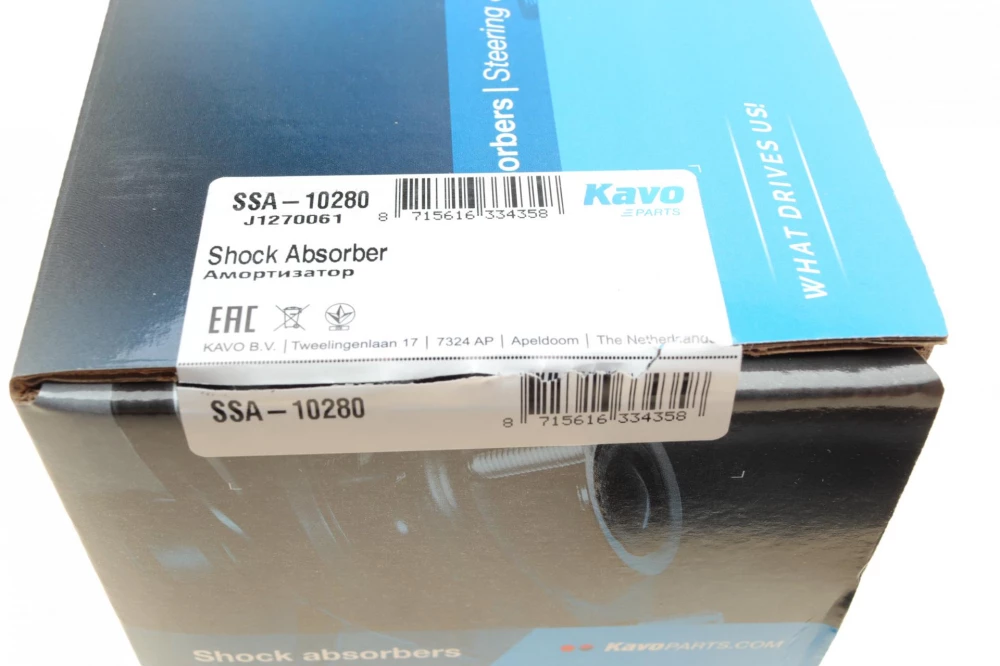 orbers | Steering
WHAT DRIVES US!
SSA-10280
J1270061
8 715616 334358
Kavo
PARTS
Shock Absorber
Амортизатор
EAC
KAVO B.V. | Tweelingenlaan 17 | 7324 AP | Apeldoorn | The Netherlands
SSA-10280
8 715616 334358
Shock absorbers
KavoPARTS.COM